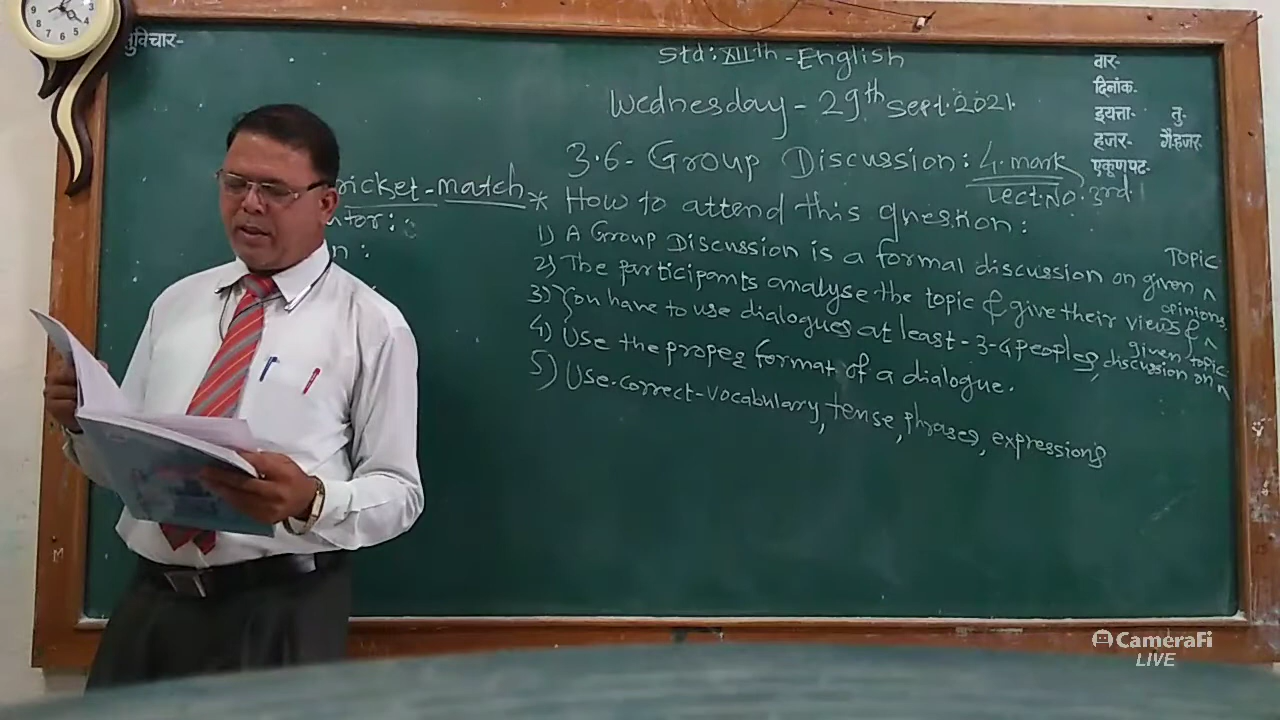 सुविचार-
Std: XIIth - English
Wednesday - 29th Sept. 2021.
3.6 - Group Discussion: 4. mark
Lect. No. 3rd.
ricket - match
ator:
n:
* How to attend this question:
1) A Group Discussion is a formal discussion on given ^ Topic.
2) The participants analyse the topic & give their views & ^ opinions.
3) You have to use dialogues at least - 3-4 peoples, discussion on ^ given topic.
4) Use the proper format of a dialogue.
5) Use correct - vocabulary, tense, phrases, expressions
वार-
दिनांक-
इयत्ता- तु-
हजर- गैरहजर-
एकूण पट-
M
CameraFi
LIVE